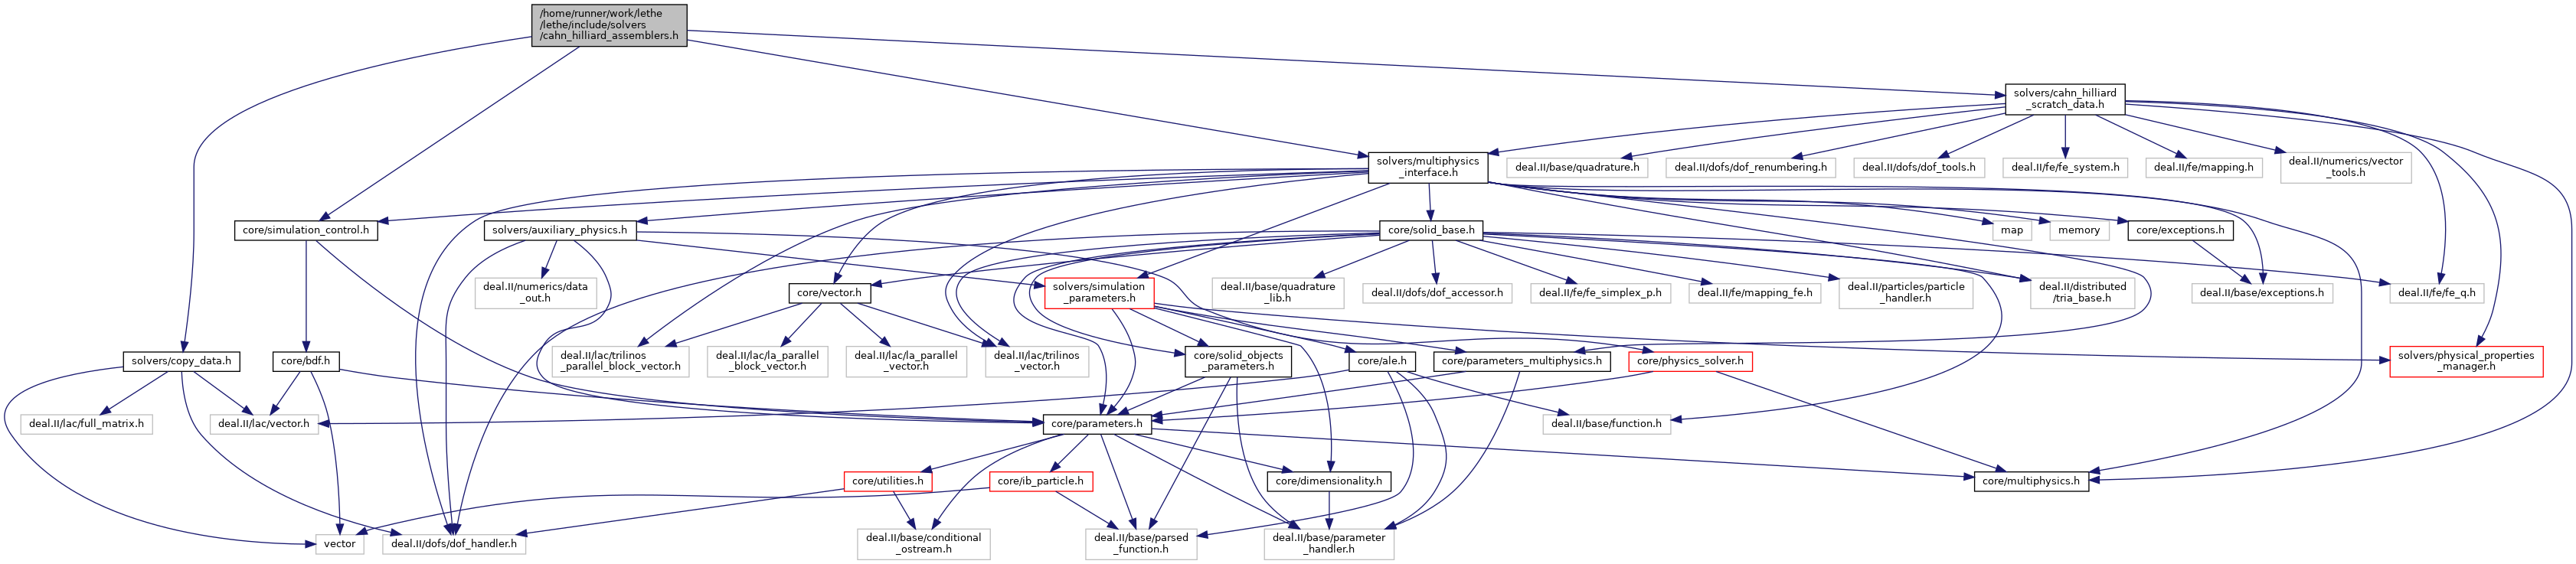 /home/runner/work/lethe
/lethe/include/solvers
/cahn_hilliard_assemblers.h
solvers/cahn_hilliard
_scratch_data.h
solvers/multiphysics
_interface.h
deal.II/base/quadrature.h
deal.II/dofs/dof_renumbering.h
deal.II/dofs/dof_tools.h
deal.II/fe/fe_system.h
deal.II/fe/mapping.h
deal.II/numerics/vector
_tools.h
core/simulation_control.h
solvers/auxiliary_physics.h
core/solid_base.h
map
memory
core/exceptions.h
deal.II/numerics/data
_out.h
core/vector.h
solvers/simulation
_parameters.h
deal.II/base/quadrature
_lib.h
deal.II/dofs/dof_accessor.h
deal.II/fe/fe_simplex_p.h
deal.II/fe/mapping_fe.h
deal.II/particles/particle
_handler.h
deal.II/distributed
/tria_base.h
deal.II/base/exceptions.h
deal.II/fe/fe_q.h
solvers/copy_data.h
core/bdf.h
deal.II/lac/trilinos
_parallel_block_vector.h
deal.II/lac/la_parallel
_block_vector.h
deal.II/lac/la_parallel
_vector.h
deal.II/lac/trilinos
_vector.h
core/solid_objects
_parameters.h
core/ale.h
core/parameters_multiphysics.h
core/physics_solver.h
solvers/physical_properties
_manager.h
deal.II/lac/full_matrix.h
deal.II/lac/vector.h
core/parameters.h
deal.II/base/function.h
core/utilities.h
core/ib_particle.h
core/dimensionality.h
core/multiphysics.h
vector
deal.II/dofs/dof_handler.h
deal.II/base/conditional
_ostream.h
deal.II/base/parsed
_function.h
deal.II/base/parameter
_handler.h